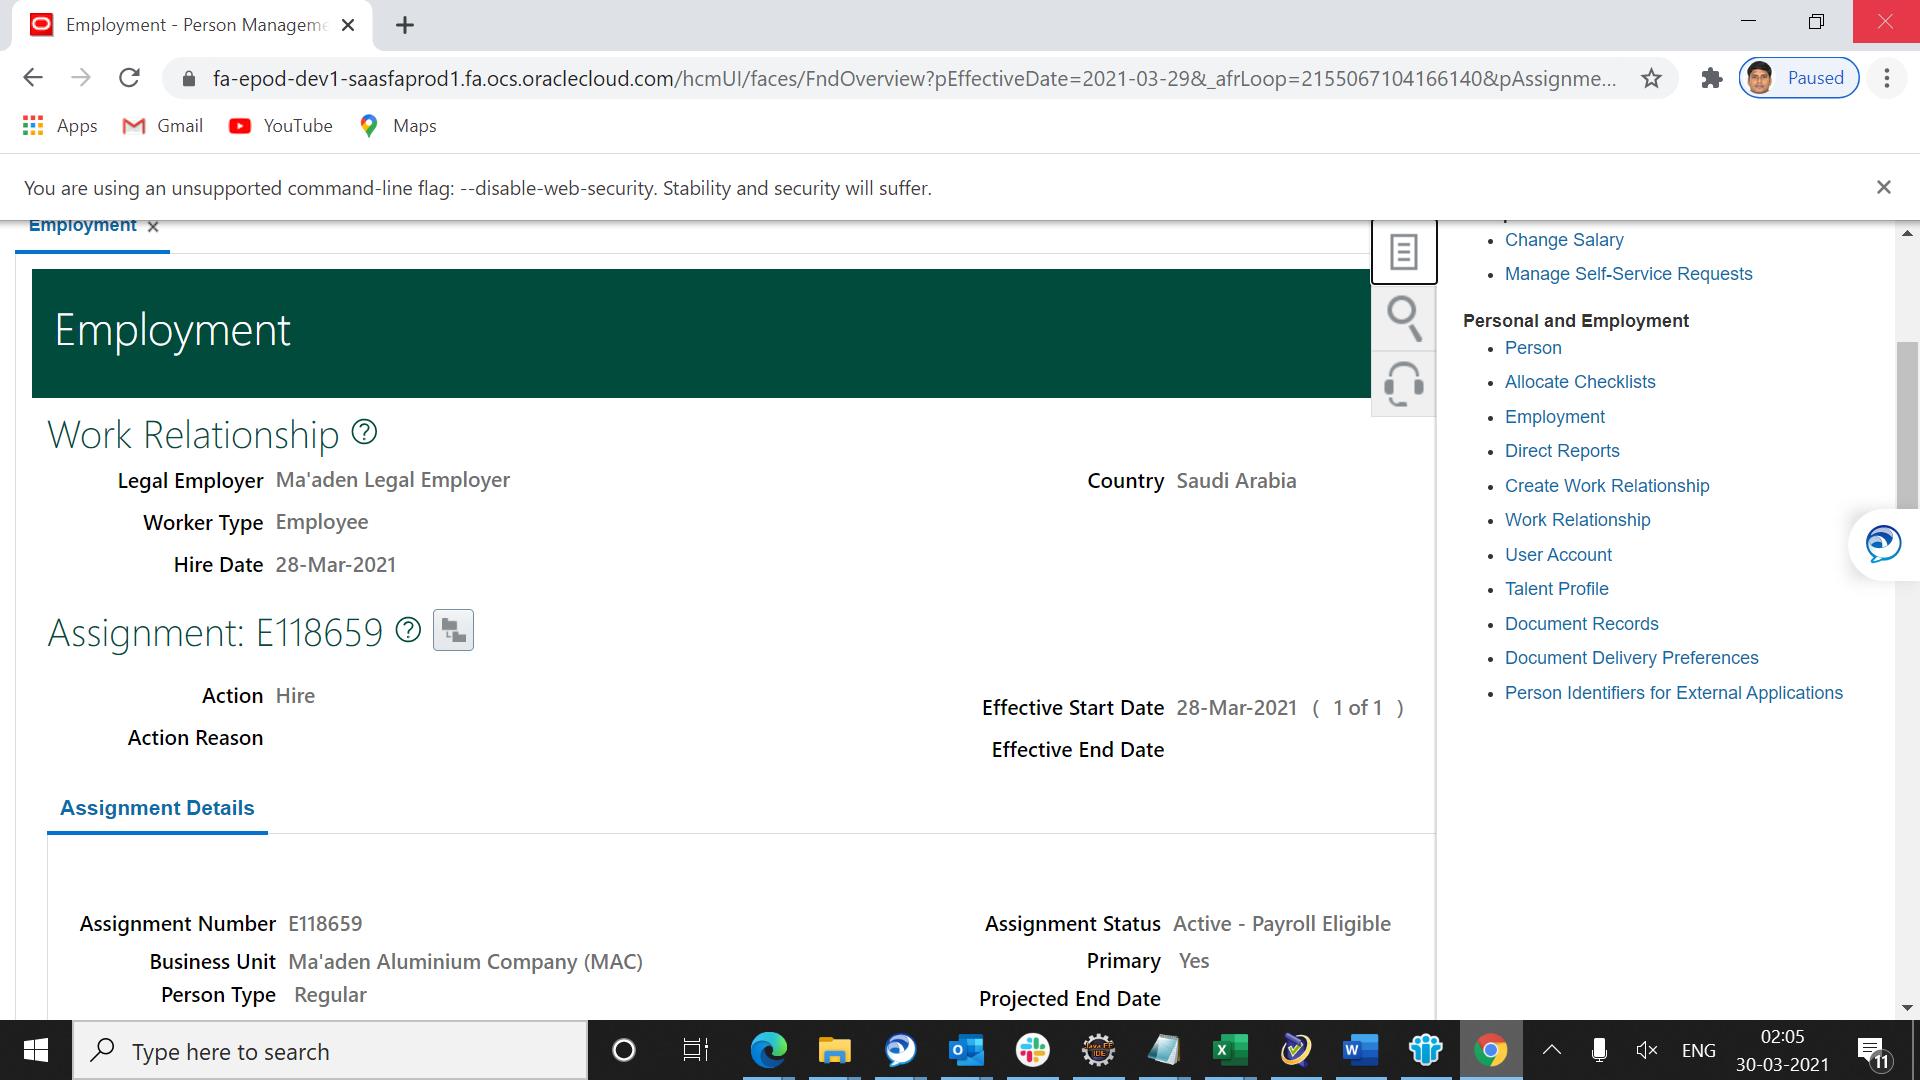 Employment - Person Manageme
fa-epod-dev1-saasfaprod1.fa.ocs.oraclecloud.com/hcmUI/faces/FndOverview?pEffectiveDate=2021-03-29&_afrLoop=2155067104166140&pAssignme...
Paused
Apps
Gmail
YouTube
Maps
You are using an unsupported command-line flag: --disable-web-security. Stability and security will suffer.
Employment
Employment
Work Relationship
Legal Employer Ma'aden Legal Employer
Country Saudi Arabia
Worker Type Employee
Hire Date 28-Mar-2021
Assignment: E118659
Action Hire
Effective Start Date 28-Mar-2021 ( 1 of 1 )
Action Reason
Effective End Date
Assignment Details
Assignment Number E118659
Assignment Status Active - Payroll Eligible
Business Unit Ma'aden Aluminium Company (MAC)
Primary Yes
Person Type Regular
Projected End Date
Change Salary
Manage Self-Service Requests
Personal and Employment
Person
Allocate Checklists
Employment
Direct Reports
Create Work Relationship
Work Relationship
User Account
Talent Profile
Document Records
Document Delivery Preferences
Person Identifiers for External Applications
Type here to search
ENG
02:05
30-03-2021
11